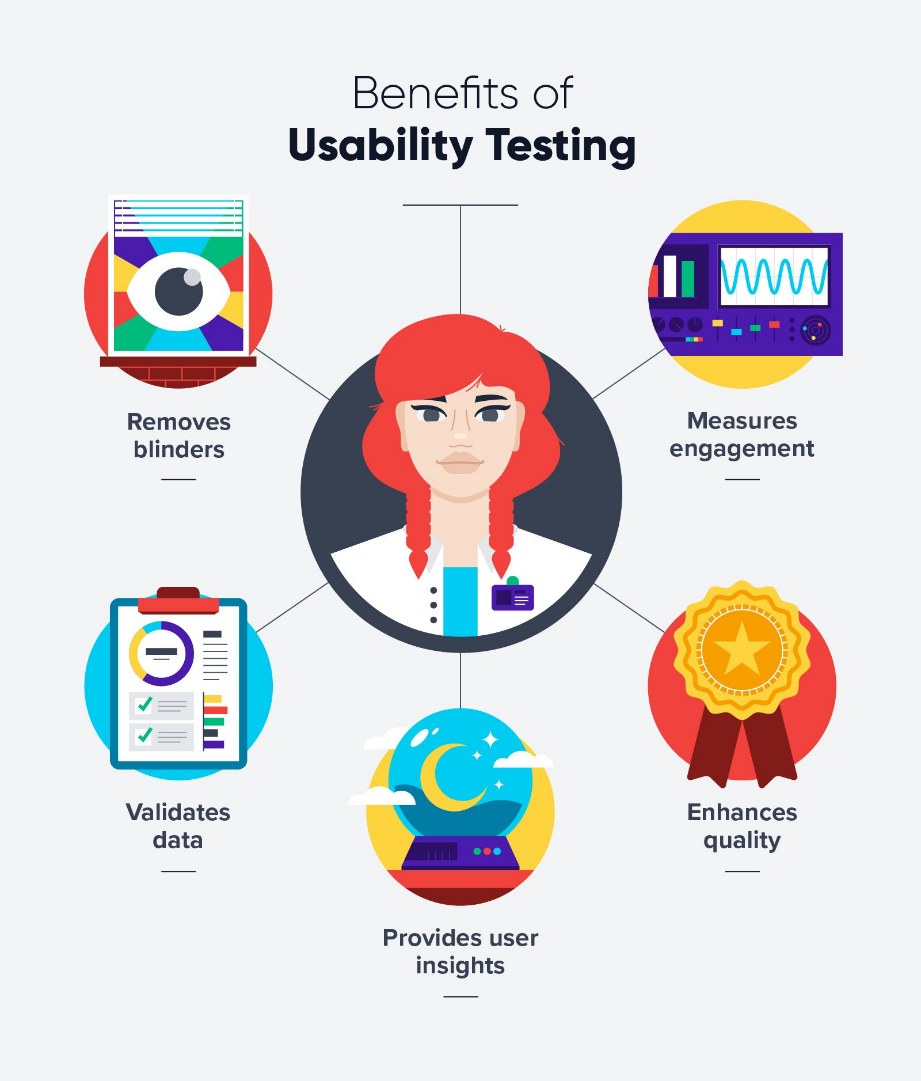 Benefits of
Usability Testing
Removes
blinders
Measures
engagement
Validates
data
Enhances
quality
Provides user
insights